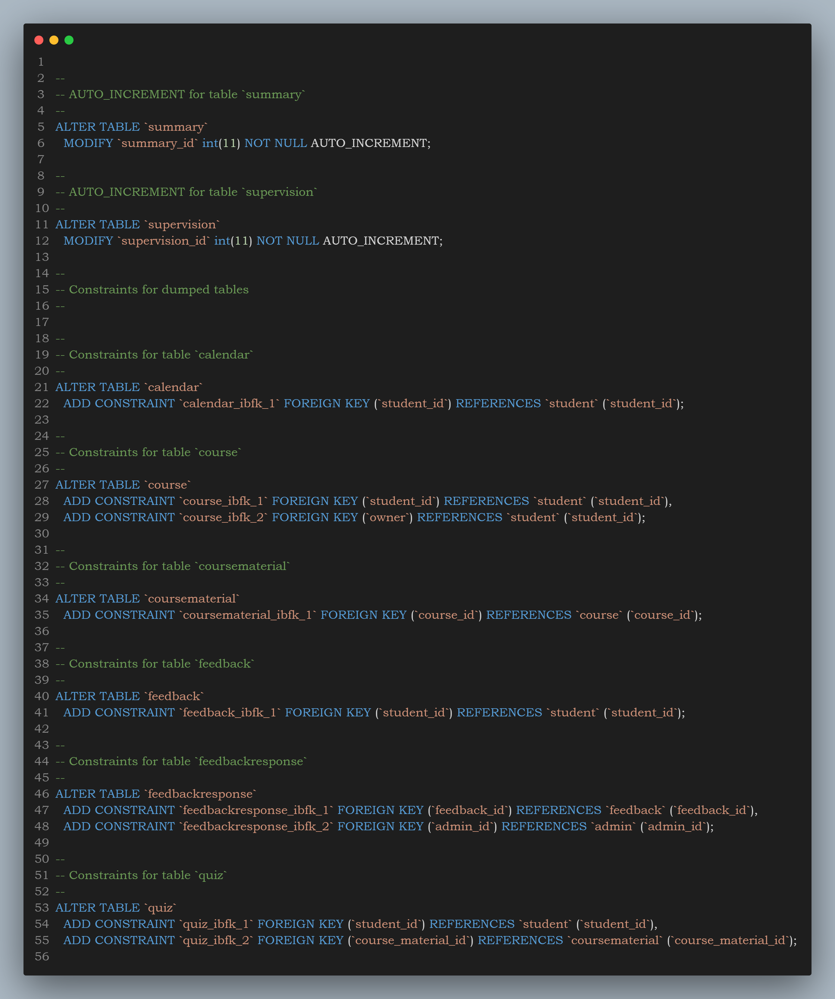 1
2 --
3 -- AUTO_INCREMENT for table `summary`
4 --
5 ALTER TABLE `summary`
6   MODIFY `summary_id` int(11) NOT NULL AUTO_INCREMENT;
7
8 --
9 -- AUTO_INCREMENT for table `supervision`
10 --
11 ALTER TABLE `supervision`
12   MODIFY `supervision_id` int(11) NOT NULL AUTO_INCREMENT;
13
14 --
15 -- Constraints for dumped tables
16 --
17
18 --
19 -- Constraints for table `calendar`
20 --
21 ALTER TABLE `calendar`
22   ADD CONSTRAINT `calendar_ibfk_1` FOREIGN KEY (`student_id`) REFERENCES `student` (`student_id`);
23
24 --
25 -- Constraints for table `course`
26 --
27 ALTER TABLE `course`
28   ADD CONSTRAINT `course_ibfk_1` FOREIGN KEY (`student_id`) REFERENCES `student` (`student_id`),
29   ADD CONSTRAINT `course_ibfk_2` FOREIGN KEY (`owner`) REFERENCES `student` (`student_id`);
30
31 --
32 -- Constraints for table `coursematerial`
33 --
34 ALTER TABLE `coursematerial`
35   ADD CONSTRAINT `coursematerial_ibfk_1` FOREIGN KEY (`course_id`) REFERENCES `course` (`course_id`);
36
37 --
38 -- Constraints for table `feedback`
39 --
40 ALTER TABLE `feedback`
41   ADD CONSTRAINT `feedback_ibfk_1` FOREIGN KEY (`student_id`) REFERENCES `student` (`student_id`);
42
43 --
44 -- Constraints for table `feedbackresponse`
45 --
46 ALTER TABLE `feedbackresponse`
47   ADD CONSTRAINT `feedbackresponse_ibfk_1` FOREIGN KEY (`feedback_id`) REFERENCES `feedback` (`feedback_id`),
48   ADD CONSTRAINT `feedbackresponse_ibfk_2` FOREIGN KEY (`admin_id`) REFERENCES `admin` (`admin_id`);
49
50 --
51 -- Constraints for table `quiz`
52 --
53 ALTER TABLE `quiz`
54   ADD CONSTRAINT `quiz_ibfk_1` FOREIGN KEY (`student_id`) REFERENCES `student` (`student_id`),
55   ADD CONSTRAINT `quiz_ibfk_2` FOREIGN KEY (`course_material_id`) REFERENCES `coursematerial` (`course_material_id`);
56